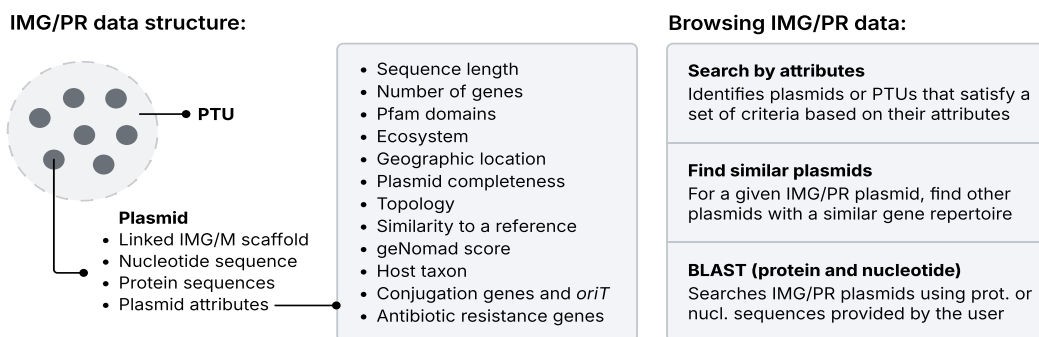 IMG/PR data structure:
PTU
Plasmid
• Linked IMG/M scaffold
• Nucleotide sequence
• Protein sequences
• Plasmid attributes
• Sequence length
• Number of genes
• Pfam domains
• Ecosystem
• Geographic location
• Plasmid completeness
• Topology
• Similarity to a reference
• geNomad score
• Host taxon
• Conjugation genes and oriT
• Antibiotic resistance genes
Browsing IMG/PR data:
Search by attributes
Identifies plasmids or PTUs that satisfy a
set of criteria based on their attributes
Find similar plasmids
For a given IMG/PR plasmid, find other
plasmids with a similar gene repertoire
BLAST (protein and nucleotide)
Searches IMG/PR plasmids using prot. or
nucl. sequences provided by the user